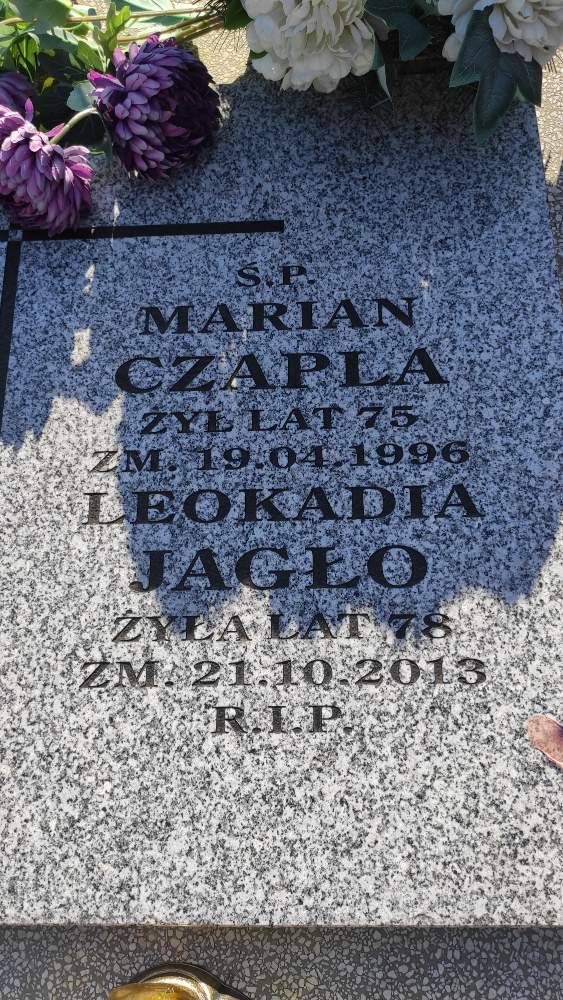 Ś.P.
MARIAN
CZAPLA
ŻYŁ LAT 75
ZM. 19.04.1996
LEOKADIA
JAGŁO
ŻYŁA LAT 78
ZM. 21.10.2013
R.I.P.